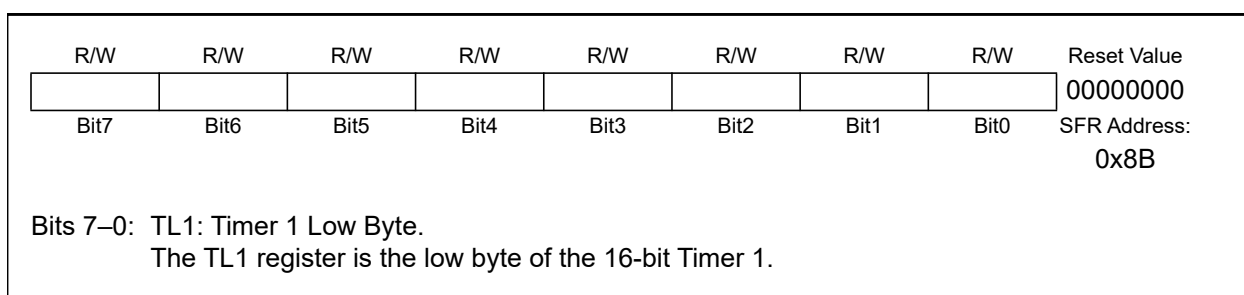 R/W R/W R/W R/W R/W R/W R/W R/W Reset Value
00000000
Bit7 Bit6 Bit5 Bit4 Bit3 Bit2 Bit1 Bit0 SFR Address:
0x8B
Bits 7–0: TL1: Timer 1 Low Byte.
The TL1 register is the low byte of the 16-bit Timer 1.